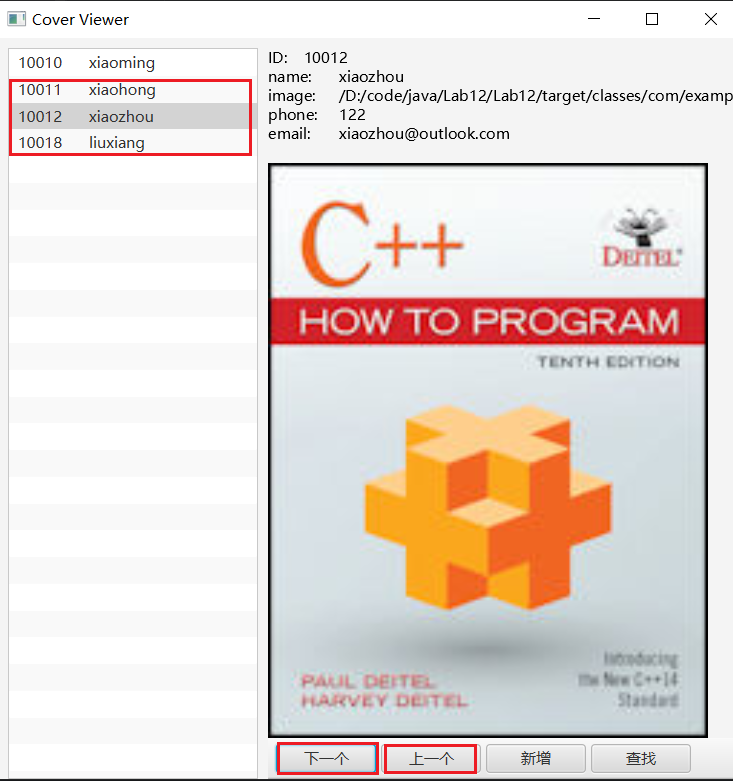 Cover Viewer
10010 xiaoming
10011 xiaohong
10012 xiaozhou
10018 liuxiang
ID: 10012
name: xiaozhou
image: /D:/code/java/Lab12/Lab12/target/classes/com/examp
phone: 122
email: xiaozhou@outlook.com
C++
DEITEL®
HOW TO PROGRAM
TENTH EDITION
Introducing
the New C++14
Standard
PAUL DEITEL
HARVEY DEITEL
下一个 上一个 新增 查找